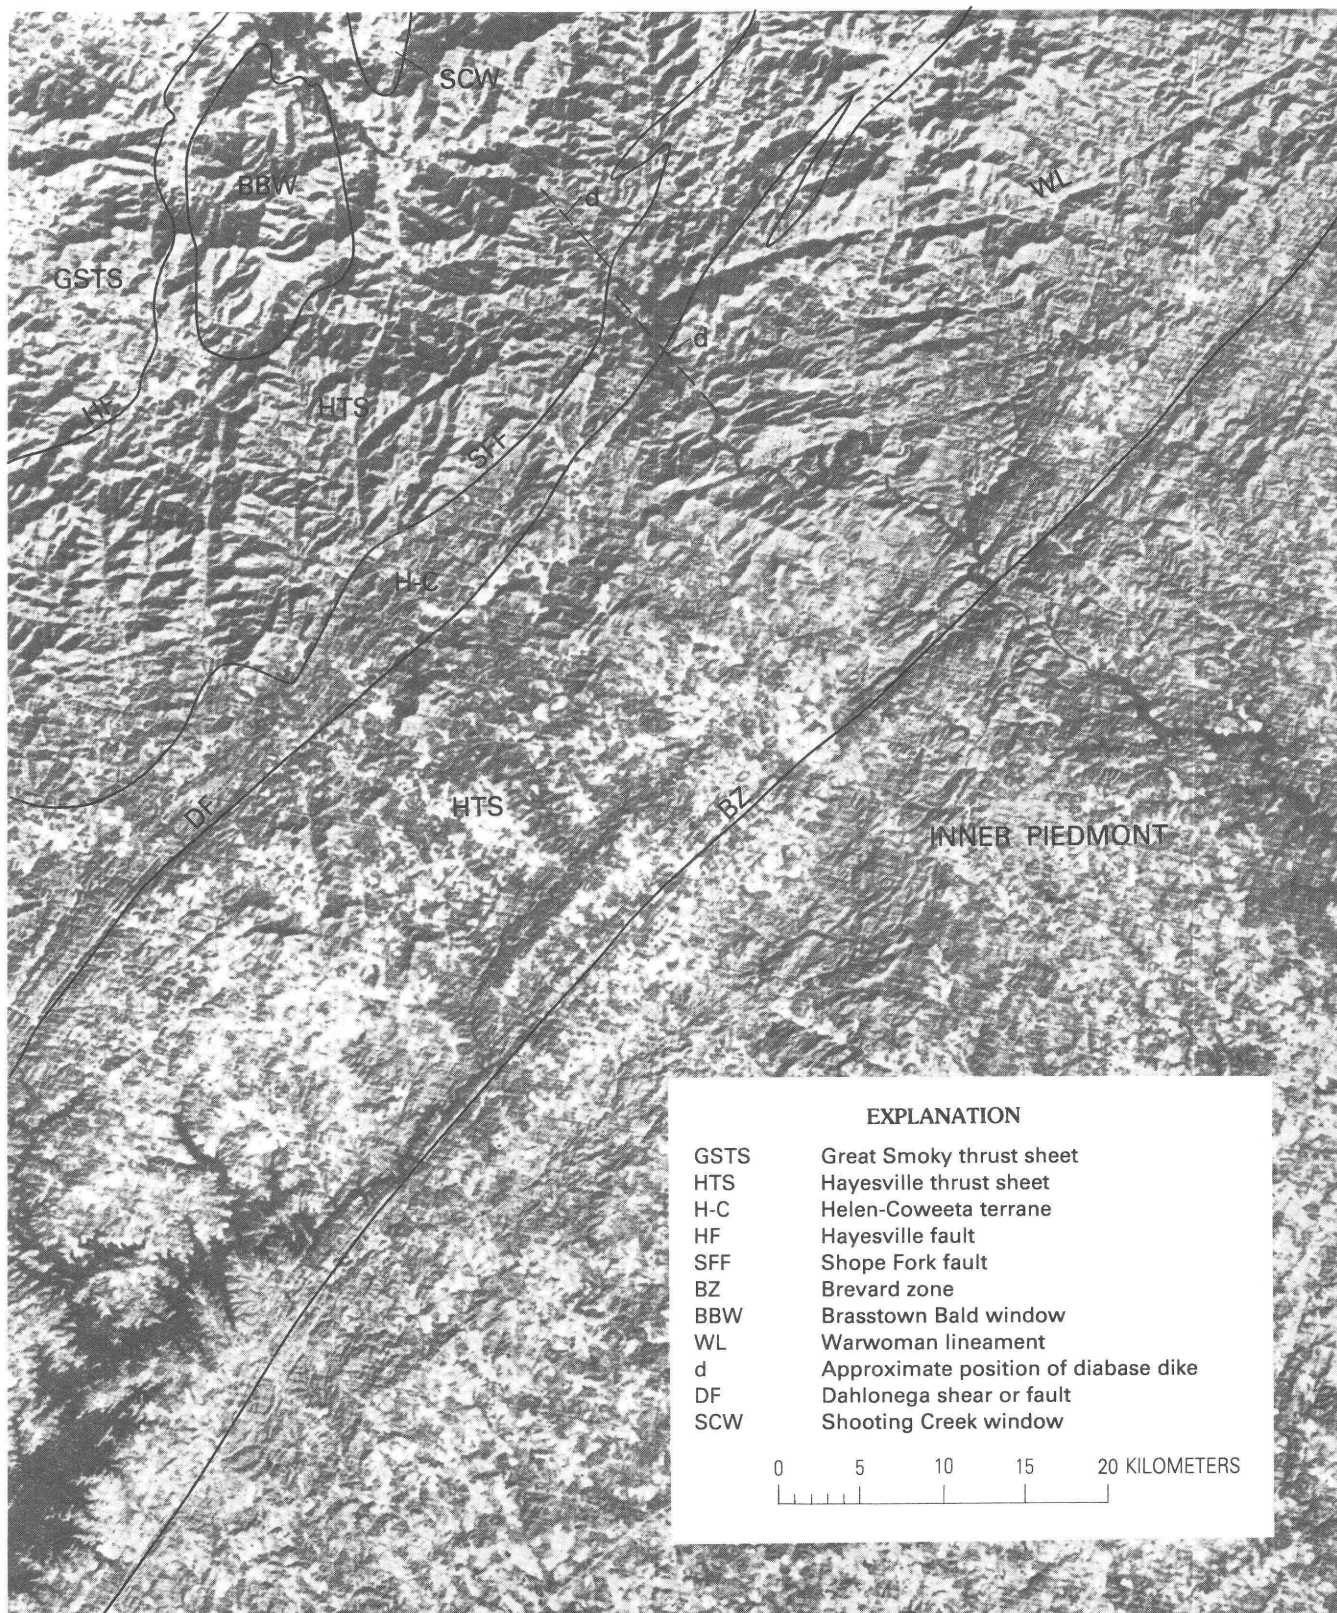 SCW
BBW
d
WL
GSTS
d
HF
HTS
SFF
H-C
DF
HTS
BZ
INNER PIEDMONT
EXPLANATION
GSTS Great Smoky thrust sheet
HTS Hayesville thrust sheet
H-C Helen-Coweeta terrane
HF Hayesville fault
SFF Shope Fork fault
BZ Brevard zone
BBW Brasstown Bald window
WL Warwoman lineament
d Approximate position of diabase dike
DF Dahlonega shear or fault
SCW Shooting Creek window
0 5 10 15 20 KILOMETERS